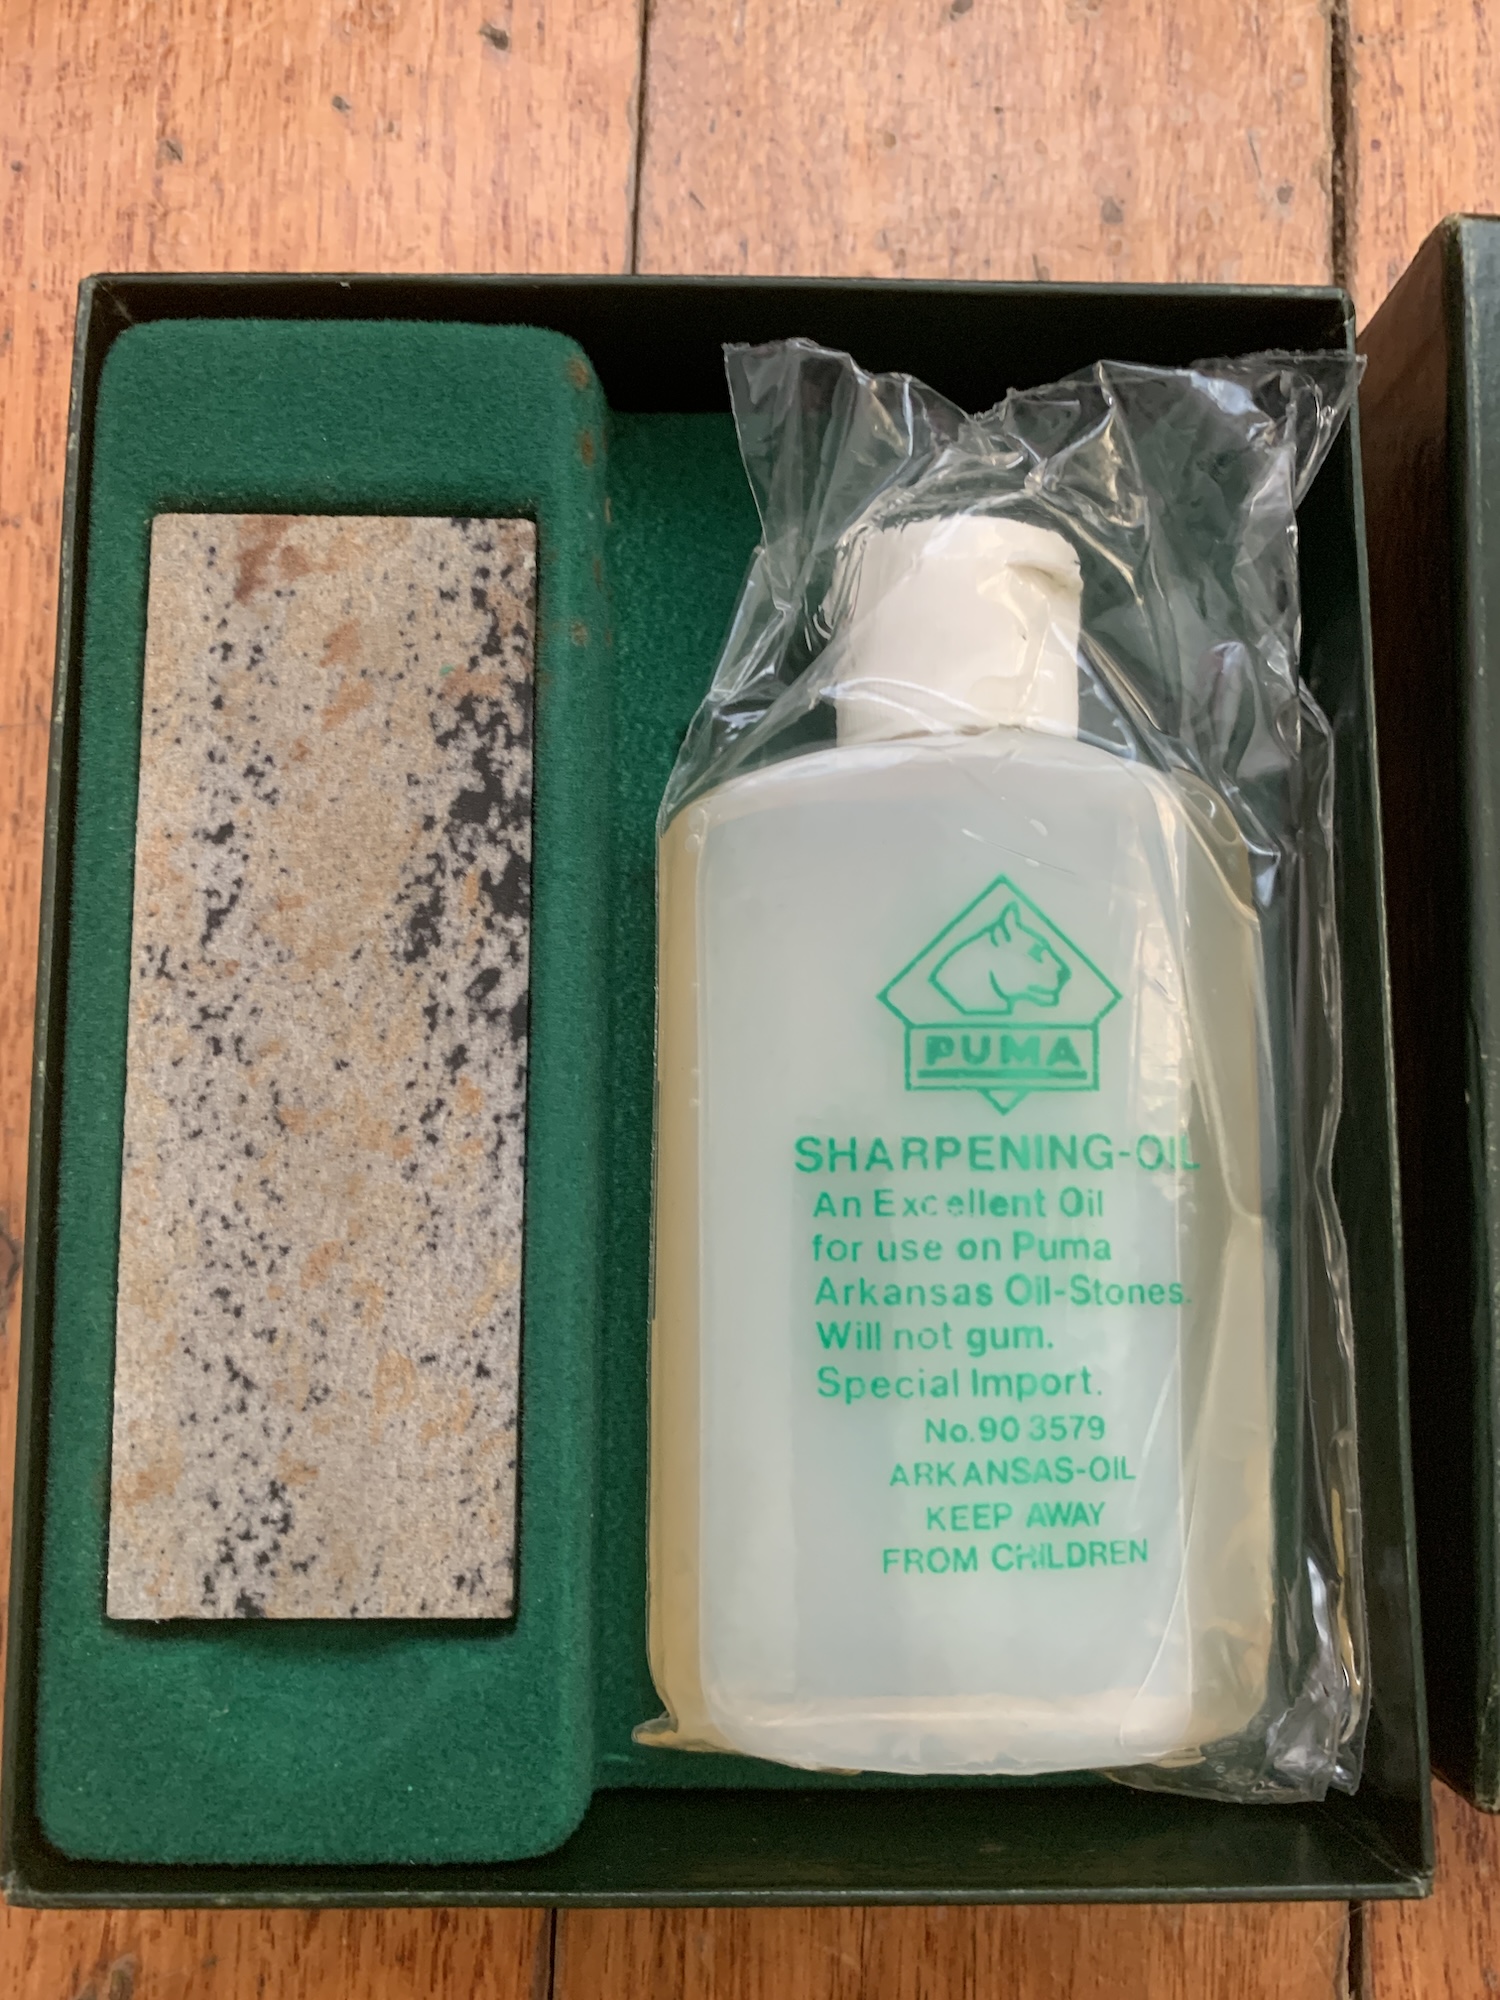 PUMA
SHARPENING-OIL
An Excellent Oil
for use on Puma
Arkansas Oil-Stones.
Will not gum.
Special Import.
No. 90 3579
ARKANSAS-OIL
KEEP AWAY
FROM CHILDREN